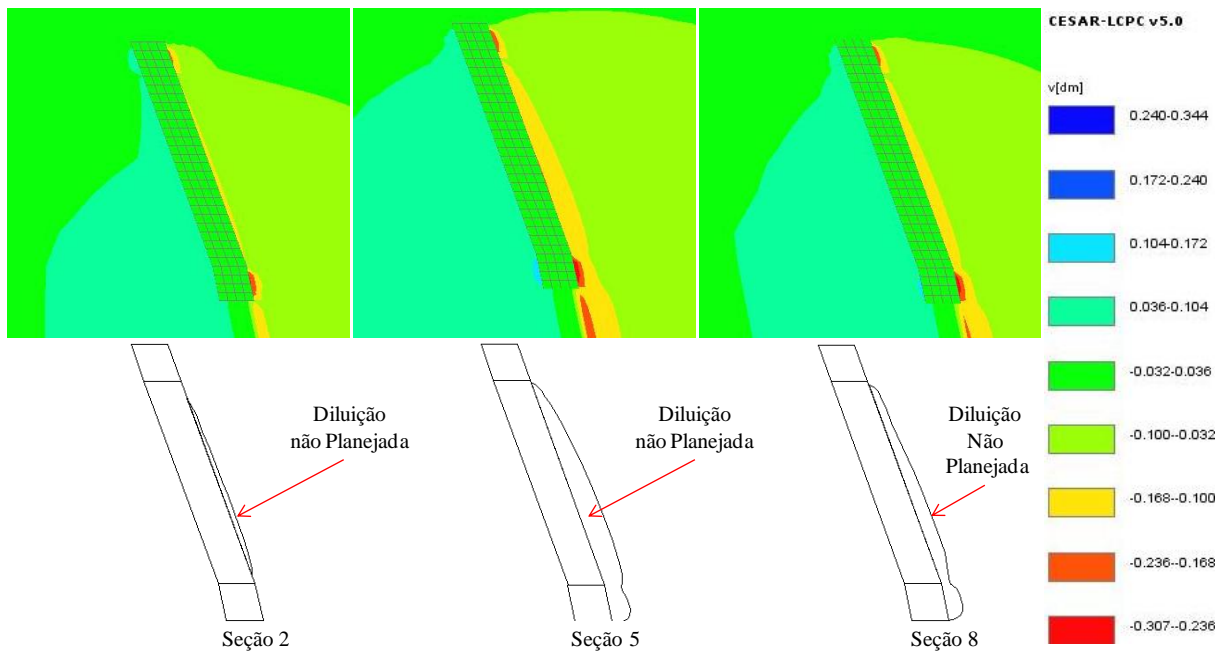 CESAR-LCPC v5.0
v[dm]
0.240-0.344
0.172-0.240
0.104-0.172
0.036-0.104
-0.032-0.036
-0.100--0.032
-0.168--0.100
-0.236--0.168
-0.307--0.236
Diluição
não Planejada
Seção 2
Diluição
não Planejada
Seção 5
Diluição
Não
Planejada
Seção 8